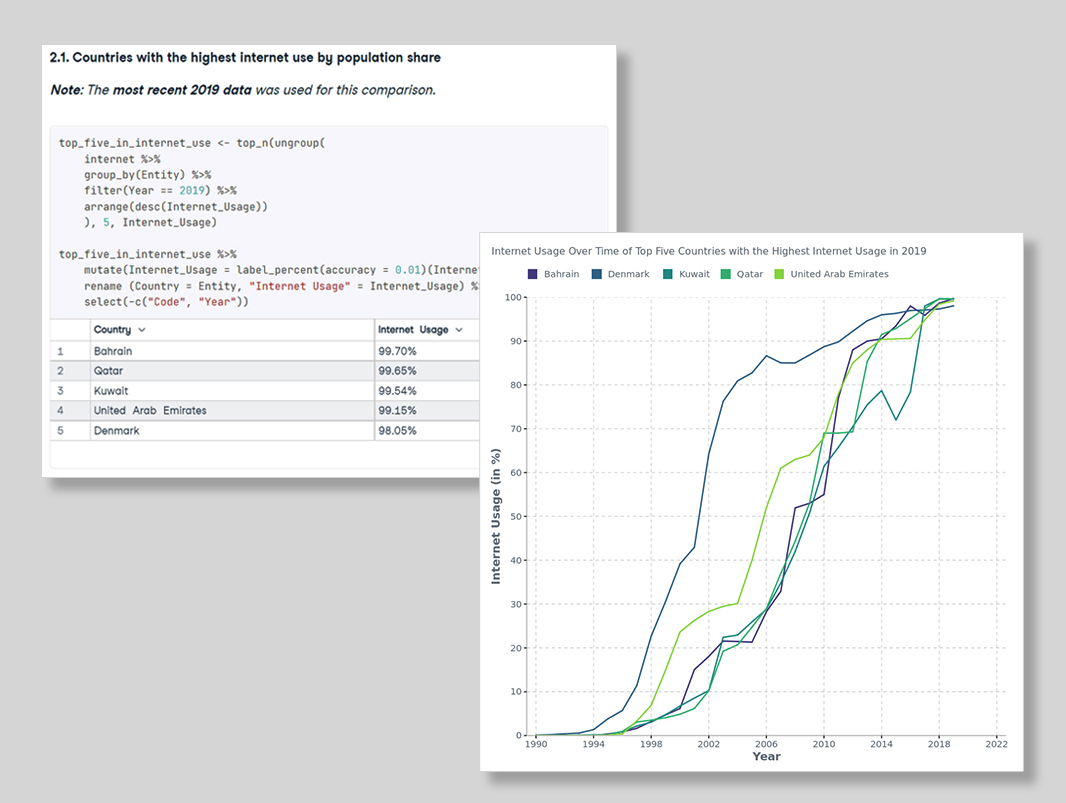 2.1. Countries with the highest internet use by population share
Note: The most recent 2019 data was used for this comparison.
top_five_in_internet_use <- top_n(ungroup(
internet %>%
group_by(Entity) %>%
filter(Year == 2019) %>%
arrange(desc(Internet_Usage))
), 5, Internet_Usage)
top_five_in_internet_use %>%
mutate(Internet_Usage = label_percent(accuracy = 0.01)(Interne
rename (Country = Entity, "Internet Usage" = Internet_Usage) %
select(-c("Code", "Year"))
Country Internet Usage
1 Bahrain 99.70%
2 Qatar 99.65%
3 Kuwait 99.54%
4 United Arab Emirates 99.15%
5 Denmark 98.05%
Internet Usage Over Time of Top Five Countries with the Highest Internet Usage in 2019
Bahrain Denmark Kuwait Qatar United Arab Emirates
100
90
80
70
60
50
40
30
20
10
0
Internet Usage (in %)
1990 1994 1998 2002 2006 2010 2014 2018 2022
Year